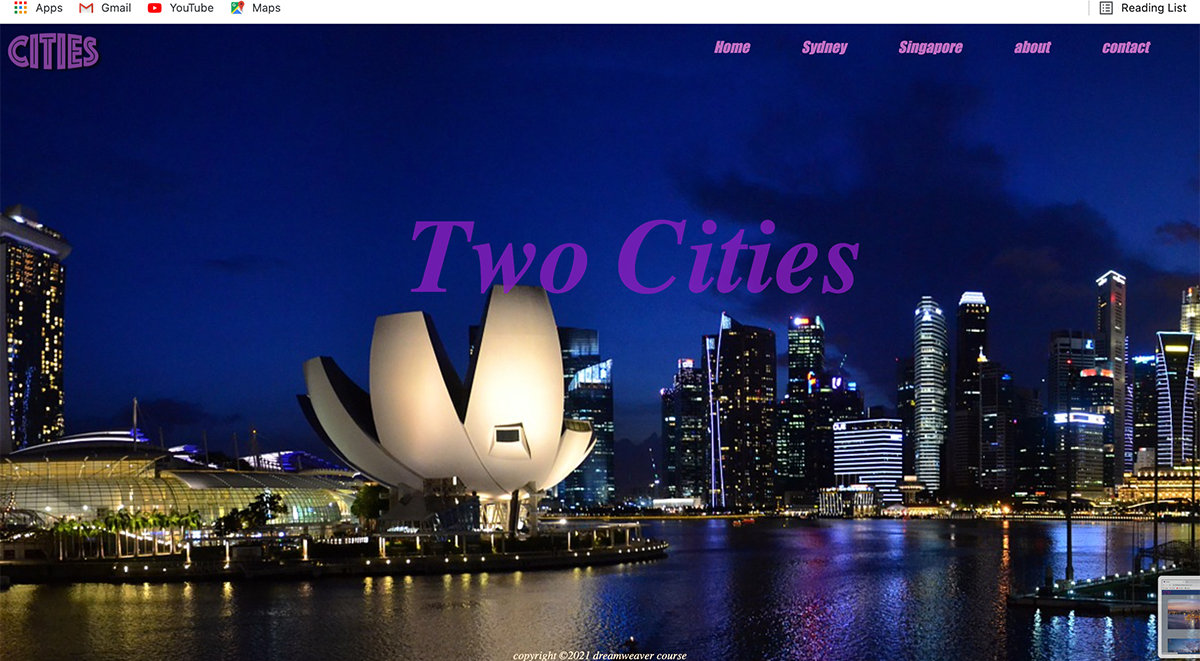 Apps Gmail YouTube Maps Reading List
CITIES Home Sydney Singapore about contact
Two Cities
copyright ©2021 dreamweaver course